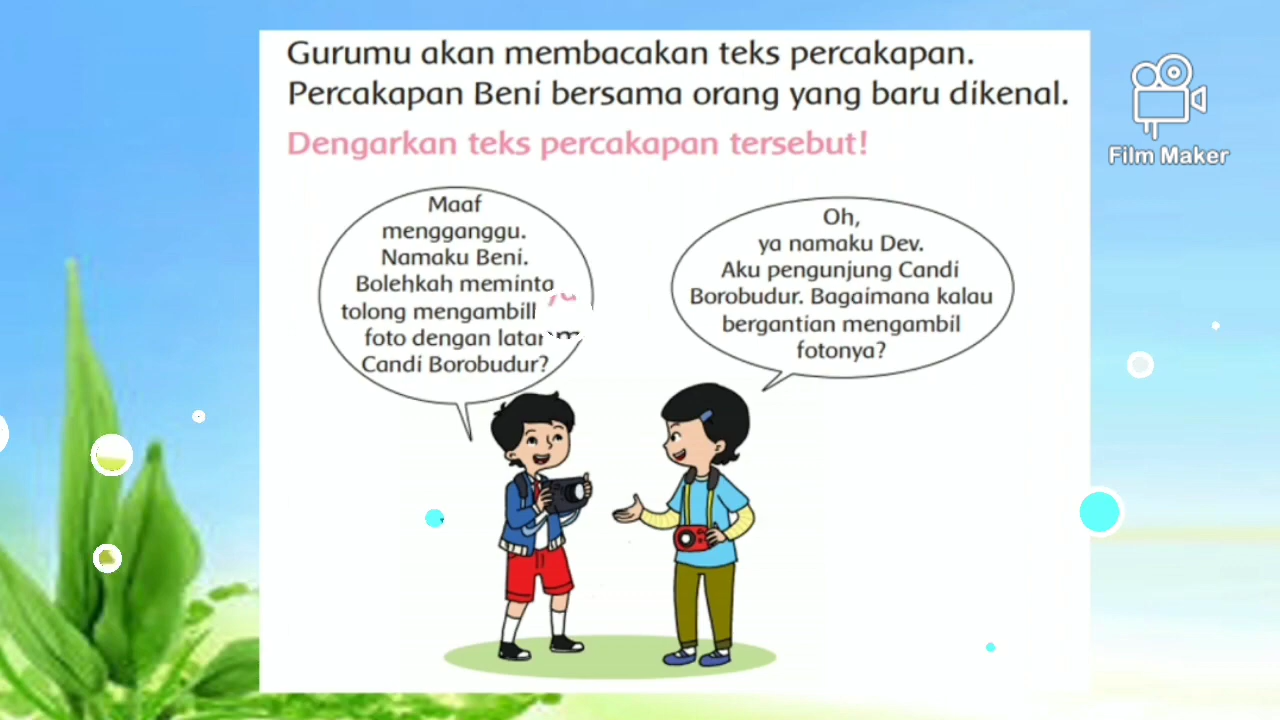 Gurumu akan membacakan teks percakapan.
Percakapan Beni bersama orang yang baru dikenal.
Dengarkan teks percakapan tersebut!
Maaf
mengganggu.
Namaku Beni.
Bolehkah meminta
tolong mengambil
foto dengan latar
Candi Borobudur?
Oh,
ya namaku Dev.
Aku pengunjung Candi
Borobudur. Bagaimana kalau
bergantian mengambil
fotonya?
Film Maker